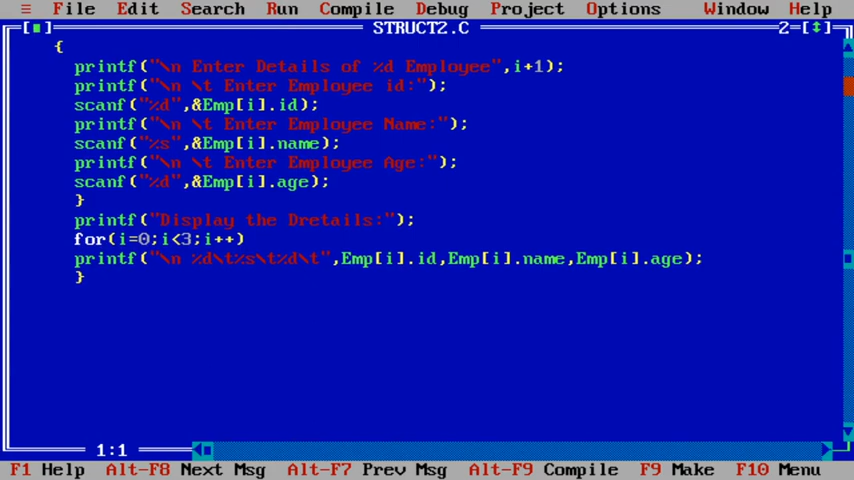 ≡ File Edit Search Run Compile Debug Project Options Window Help
[■] STRUCT2.C 2=[↕]
{
printf("\n Enter Details of %d Employee",i+1);
printf("\n \t Enter Employee id:");
scanf("%d",&Emp[i].id);
printf("\n \t Enter Employee Name:");
scanf("%s",&Emp[i].name);
printf("\n \t Enter Employee Age:");
scanf("%d",&Emp[i].age);
}
printf("Display the Dretails:");
for(i=0;i<3;i++)
printf("\n %d\t%s\t%d\t",Emp[i].id,Emp[i].name,Emp[i].age);
}
1:1
F1 Help Alt-F8 Next Msg Alt-F7 Prev Msg Alt-F9 Compile F9 Make F10 Menu